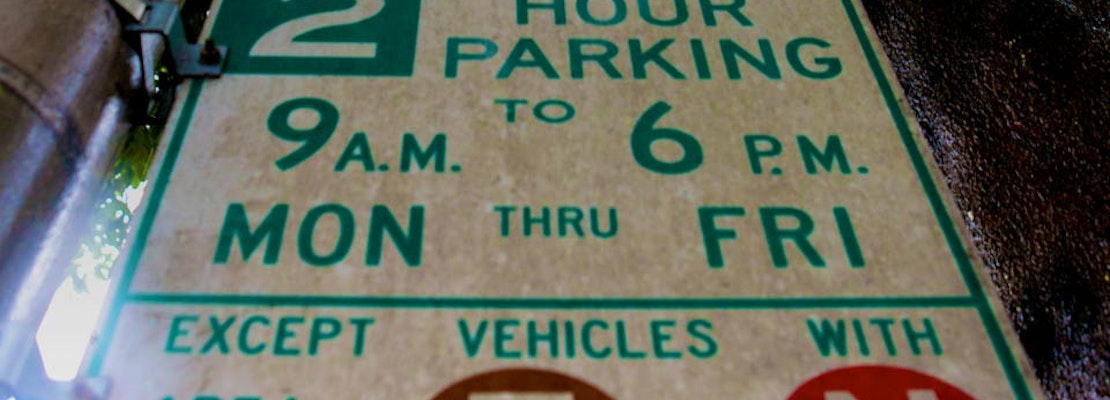 2 HOUR
PARKING
9 A.M. TO 6 P.M.
MON THRU FRI
EXCEPT VEHICLES WITH